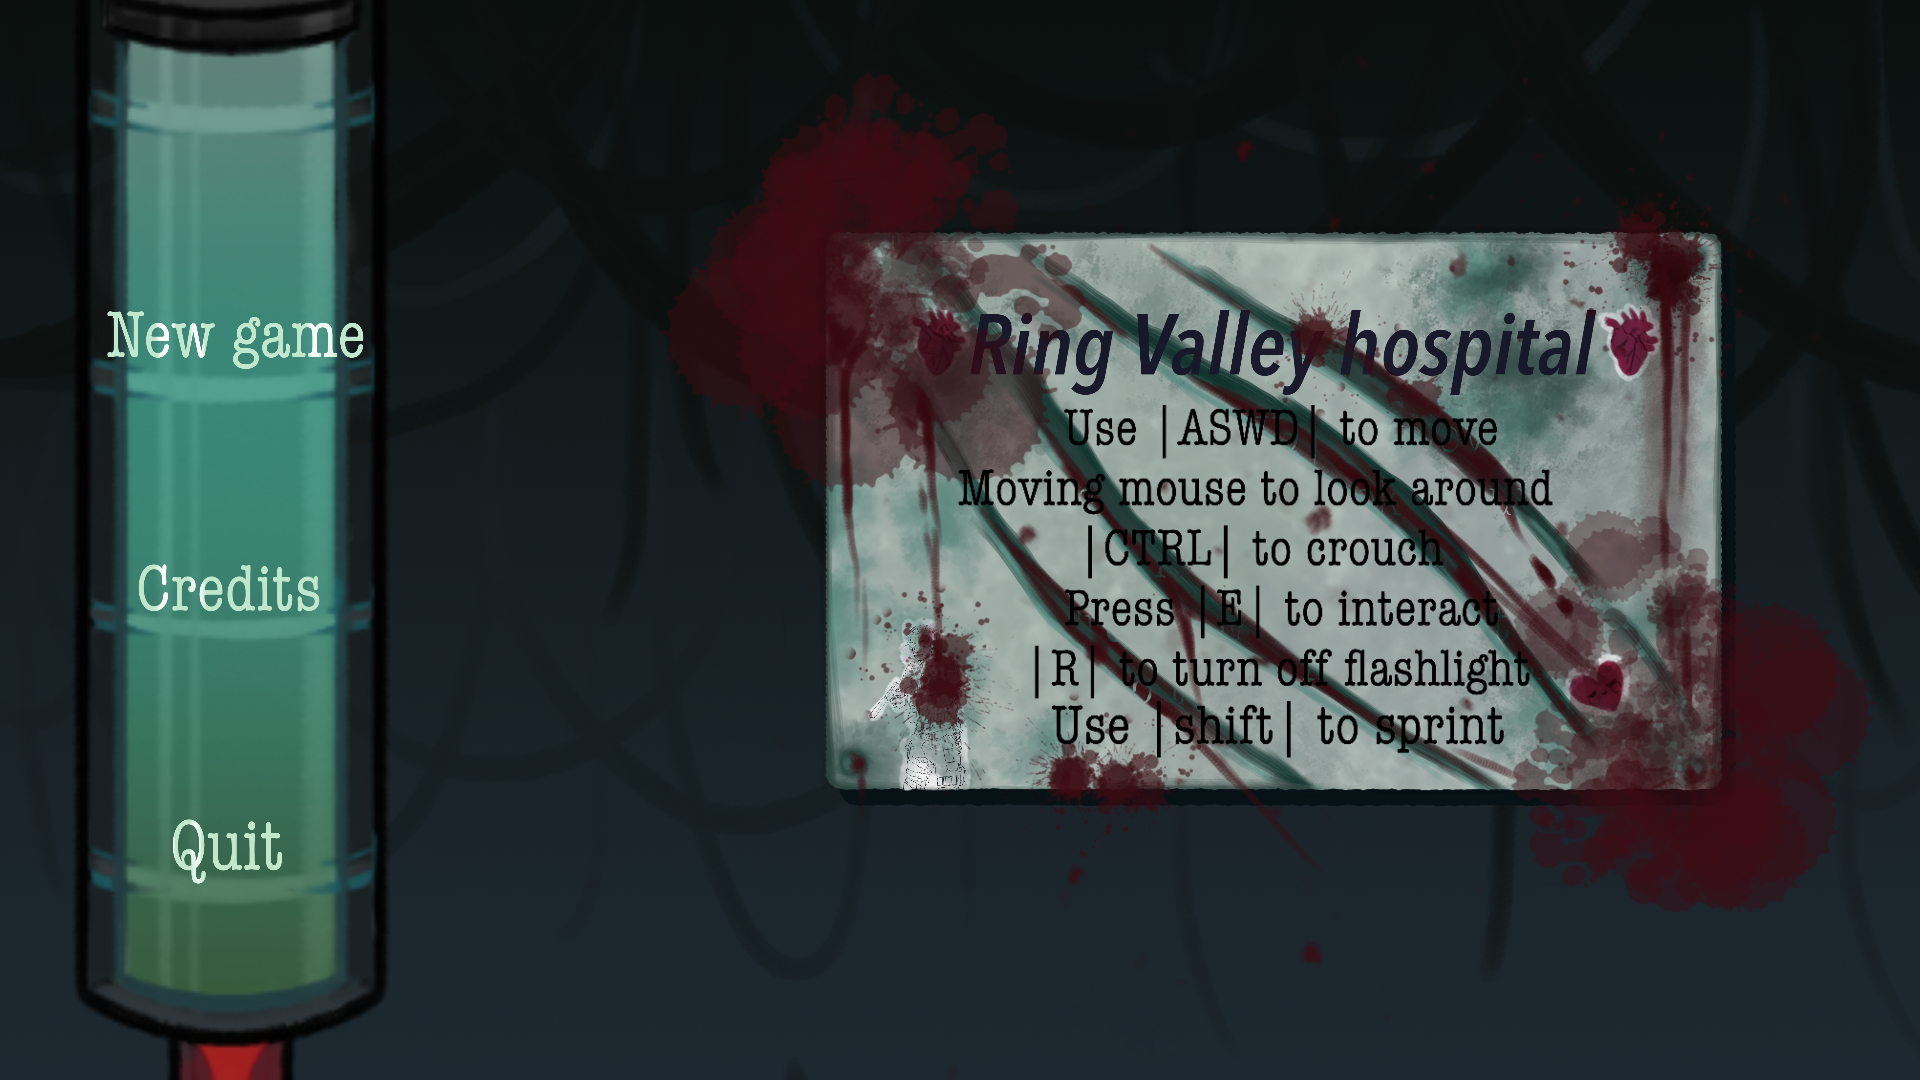 New game
Credits
Quit
Ring Valley hospital
Use |ASWD| to move
Moving mouse to look around
|CTRL| to crouch
Press |E| to interact
|R| to turn off flashlight
Use |shift| to sprint